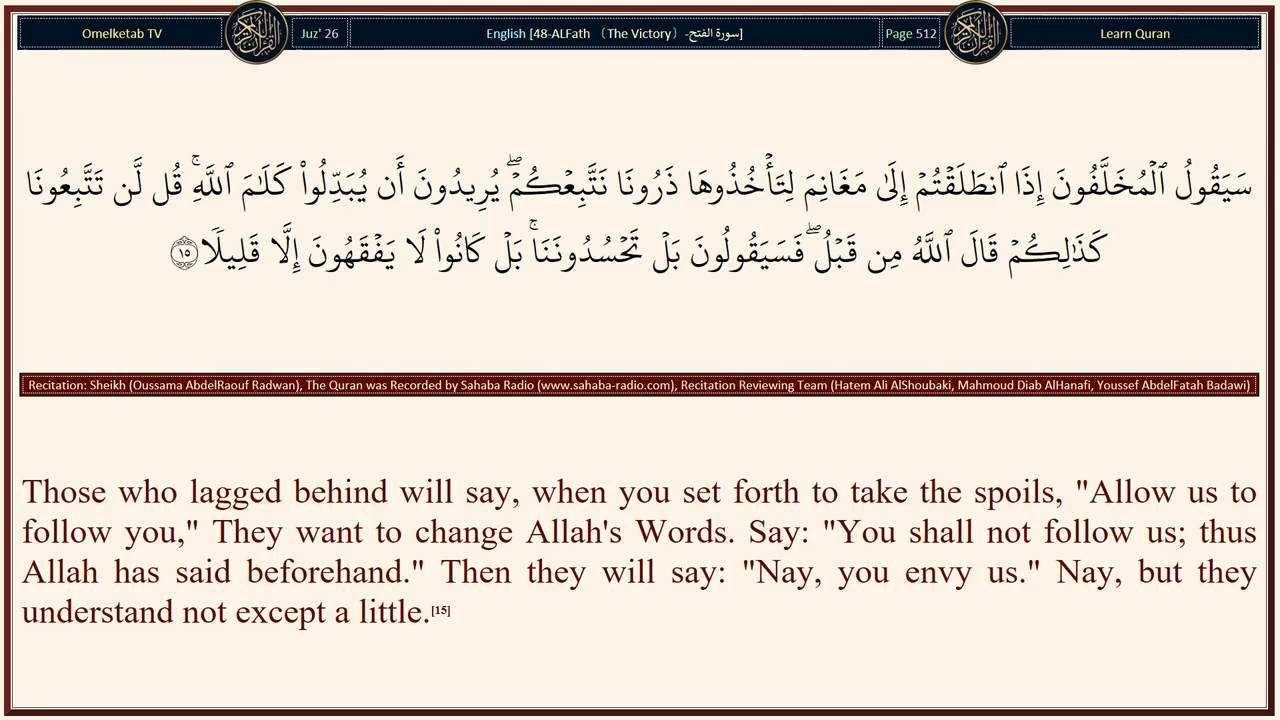 Omelketab TV
Juz' 26
English [48-ALFath （The Victory）-سورة الفتح]
Page 512
Learn Quran
سَيَقُولُ ٱلۡمُخَلَّفُونَ إِذَا ٱنطَلَقۡتُمۡ إِلَىٰ مَغَانِمَ لِتَأۡخُذُوهَا ذَرُونَا نَتَّبِعۡكُمۡۖ يُرِيدُونَ أَن يُبَدِّلُواْ كَلَٰمَ ٱللَّهِۚ قُل لَّن تَتَّبِعُونَا
كَذَٰلِكُمۡ قَالَ ٱللَّهُ مِن قَبۡلُۖ فَسَيَقُولُونَ بَلۡ تَحۡسُدُونَنَاۚ بَلۡ كَانُواْ لَا يَفۡقَهُونَ إِلَّا قَلِيلٗا ١٥
Recitation: Sheikh (Oussama AbdelRaouf Radwan), The Quran was Recorded by Sahaba Radio (www.sahaba-radio.com), Recitation Reviewing Team (Hatem Ali AlShoubaki, Mahmoud Diab AlHanafi, Youssef AbdelFatah Badawi)
Those who lagged behind will say, when you set forth to take the spoils, "Allow us to
follow you," They want to change Allah's Words. Say: "You shall not follow us; thus
Allah has said beforehand." Then they will say: "Nay, you envy us." Nay, but they
understand not except a little.[15]